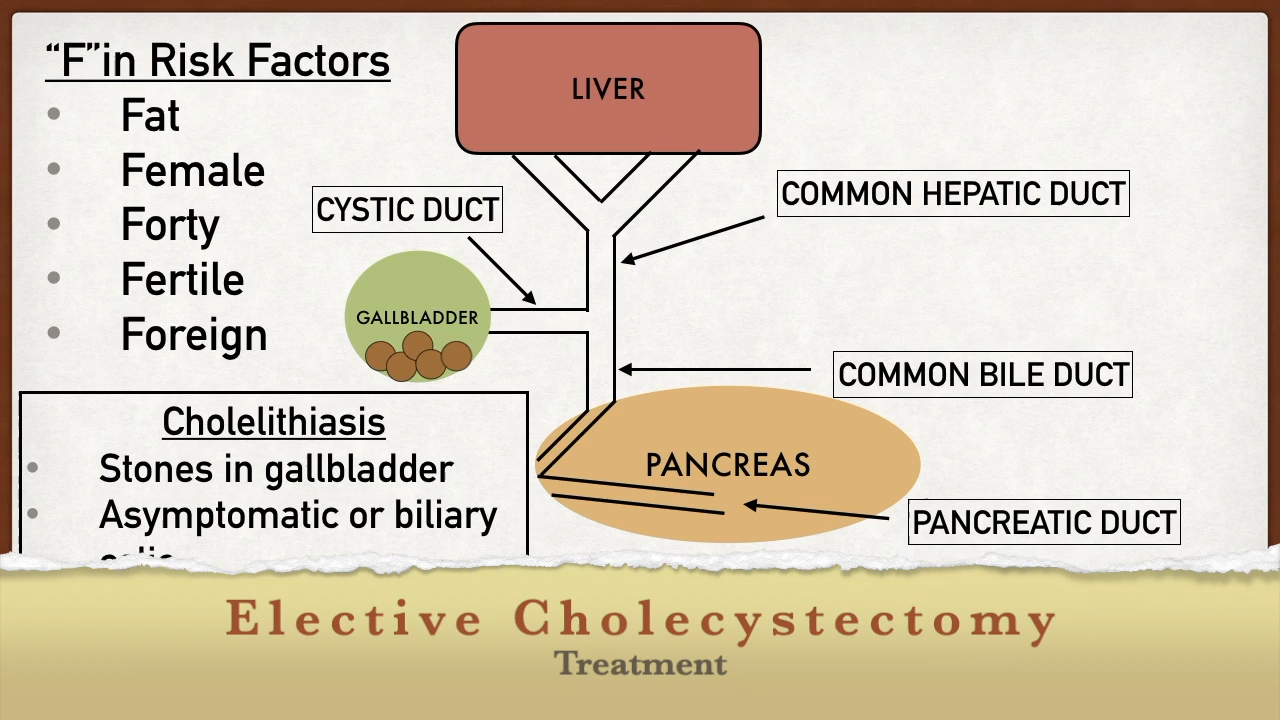 “F”in Risk Factors
• Fat
• Female
• Forty
• Fertile
• Foreign
LIVER
CYSTIC DUCT
COMMON HEPATIC DUCT
GALLBLADDER
COMMON BILE DUCT
PANCREAS
PANCREATIC DUCT
Cholelithiasis
• Stones in gallbladder
• Asymptomatic or biliary
Elective Cholecystectomy
Treatment